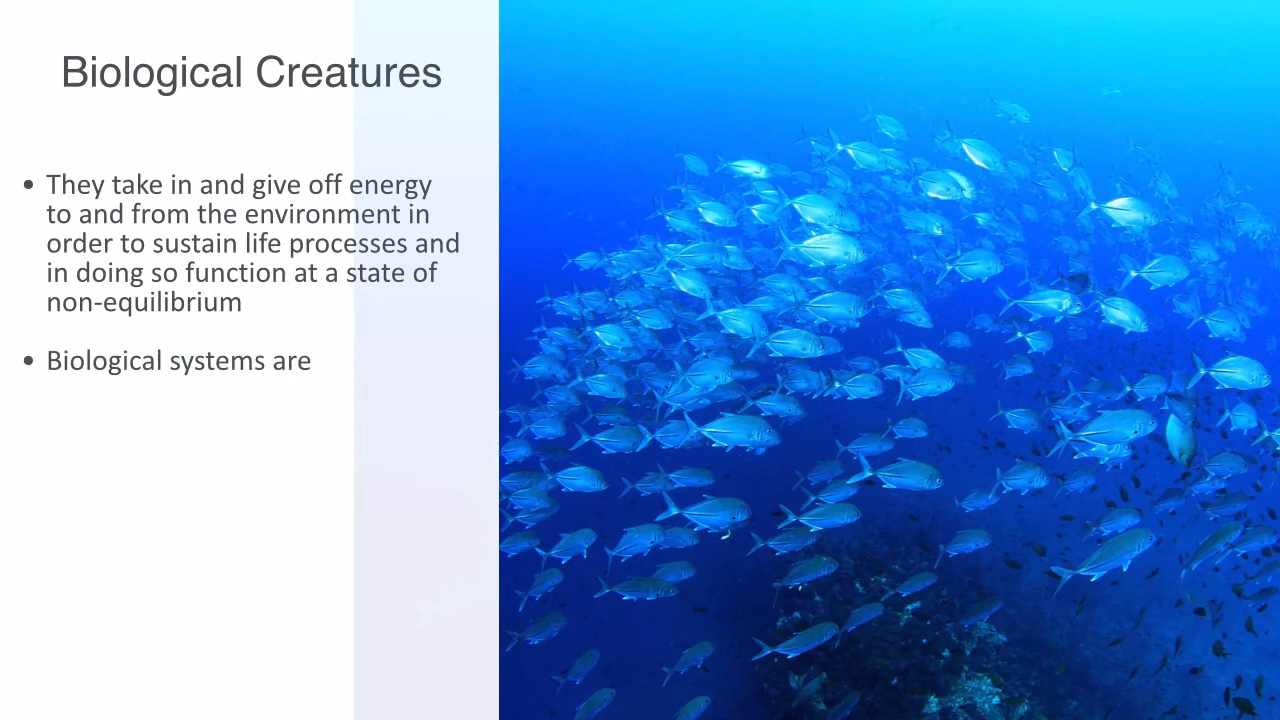 Biological Creatures
• They take in and give off energy
to and from the environment in
order to sustain life processes and
in doing so function at a state of
non-equilibrium
• Biological systems are